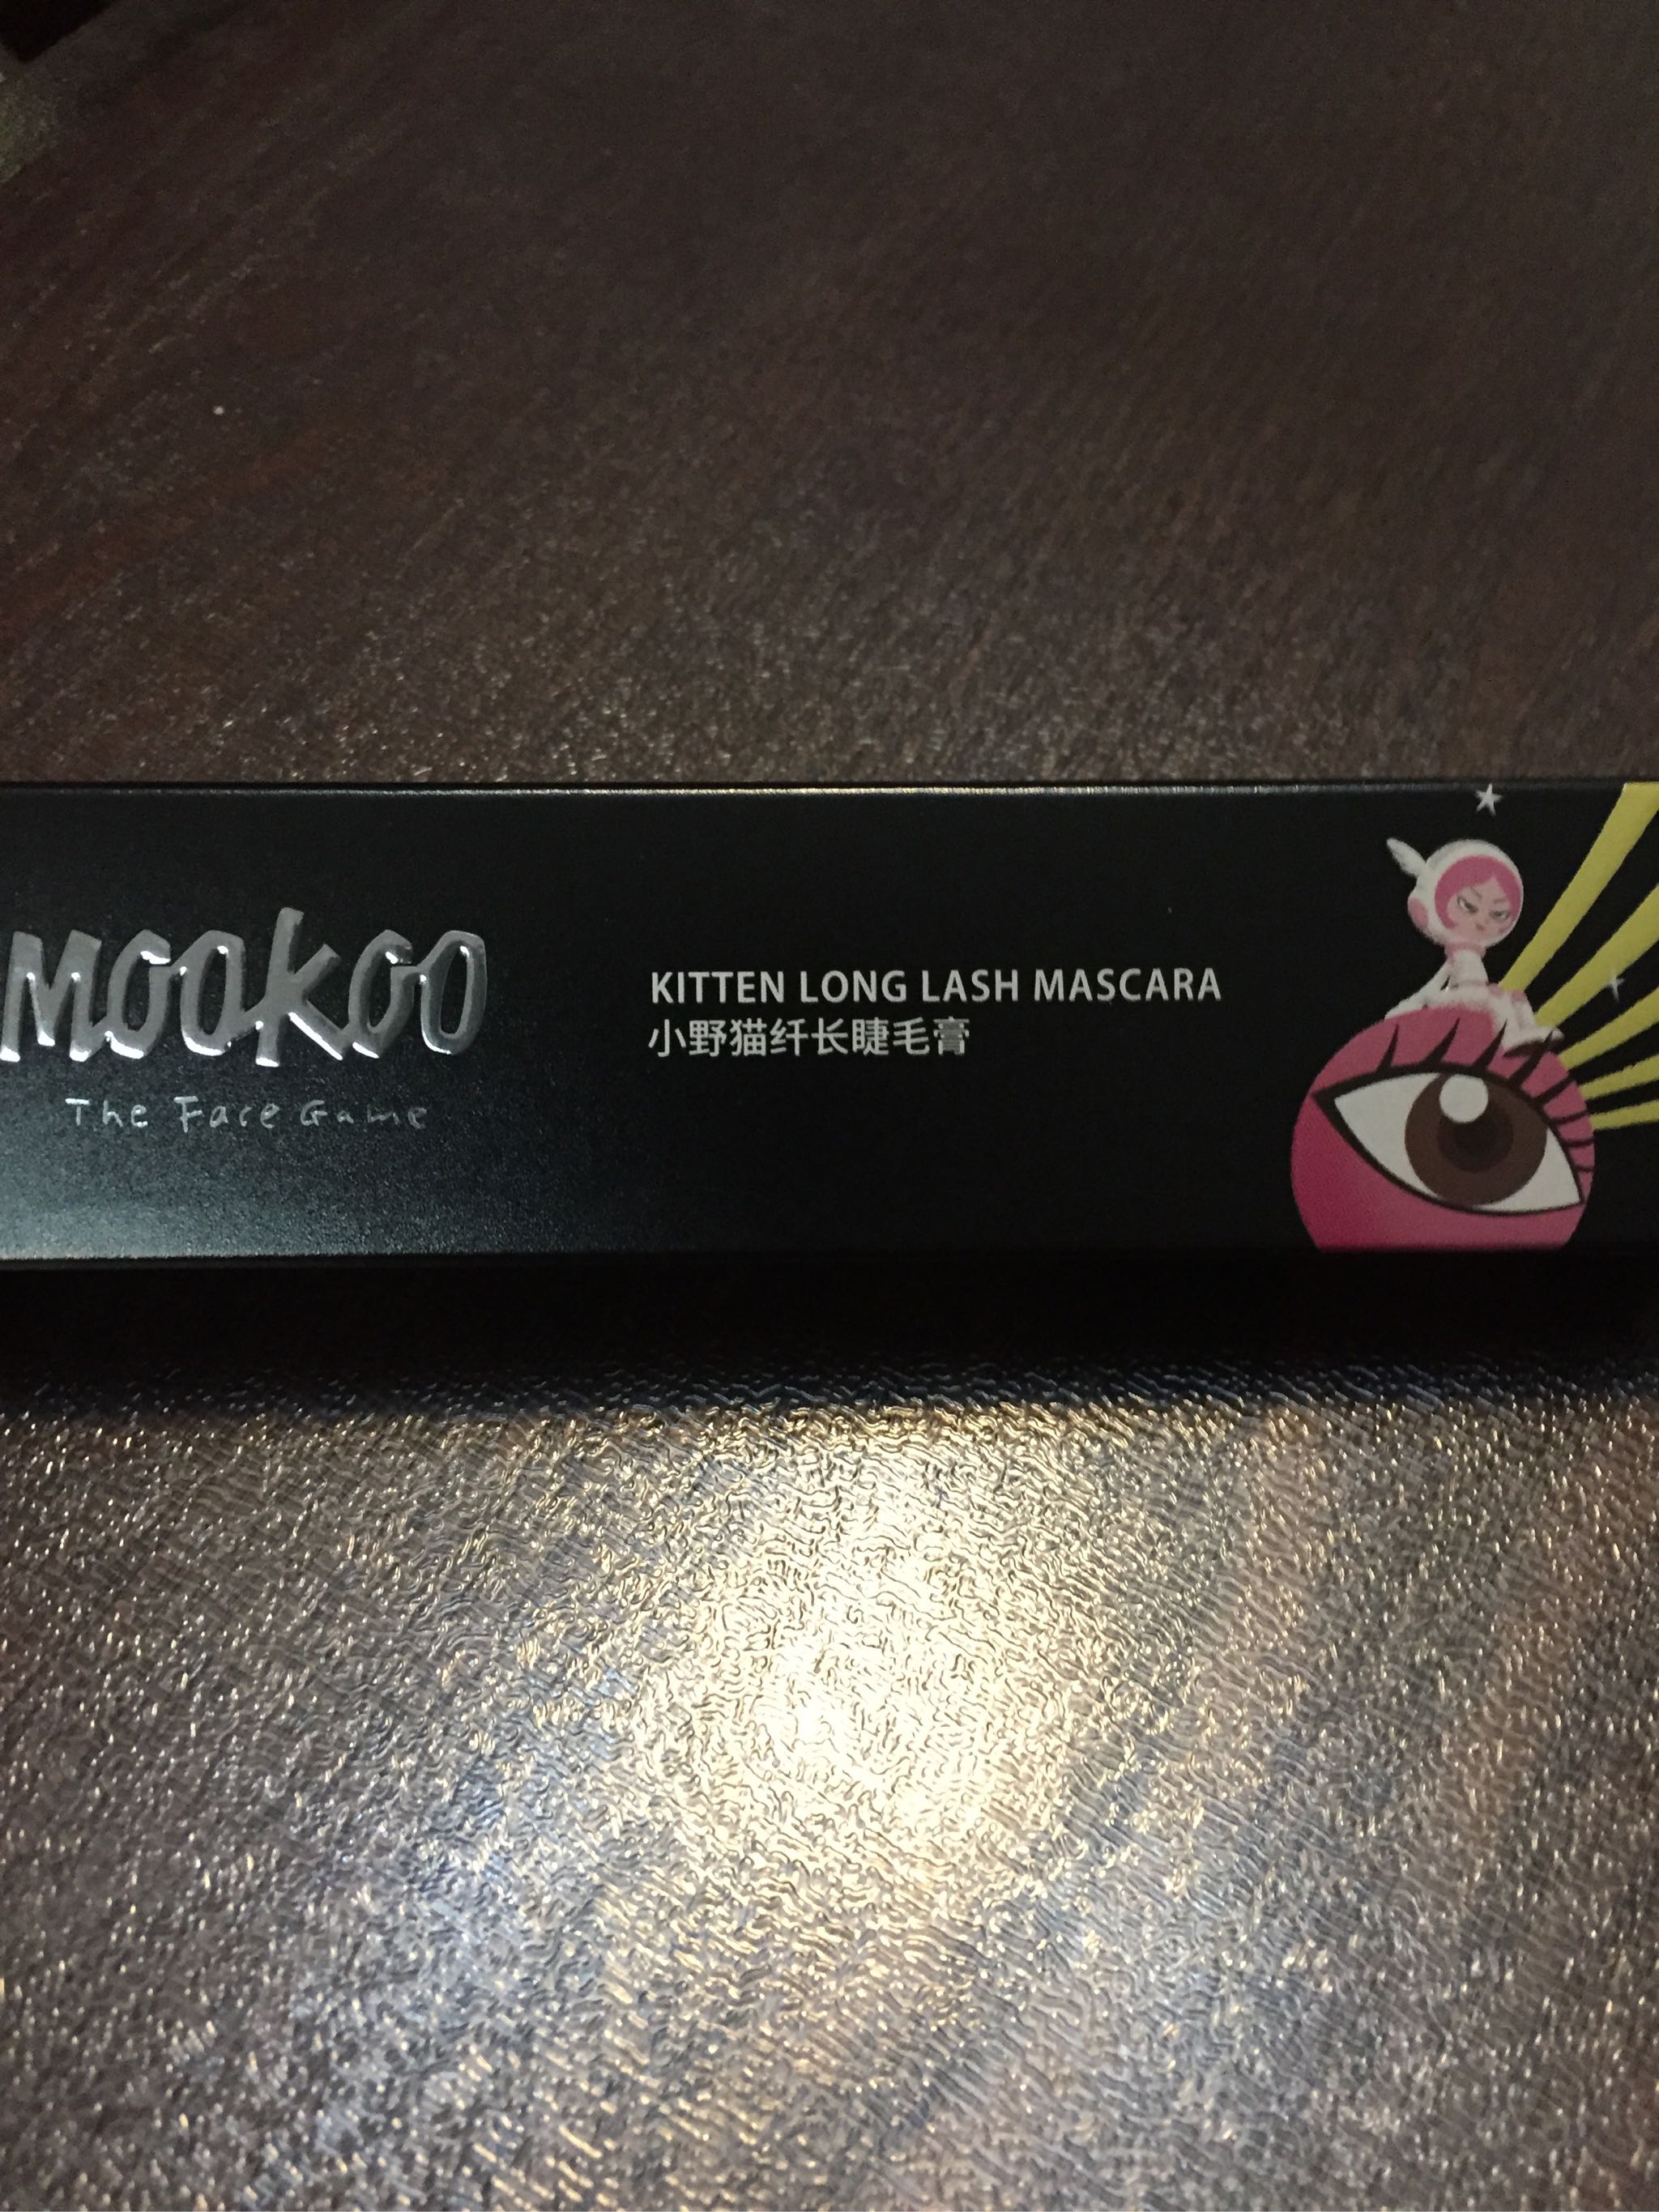 mookoo
The Face Game
KITTEN LONG LASH MASCARA
小野猫纤长睫毛膏